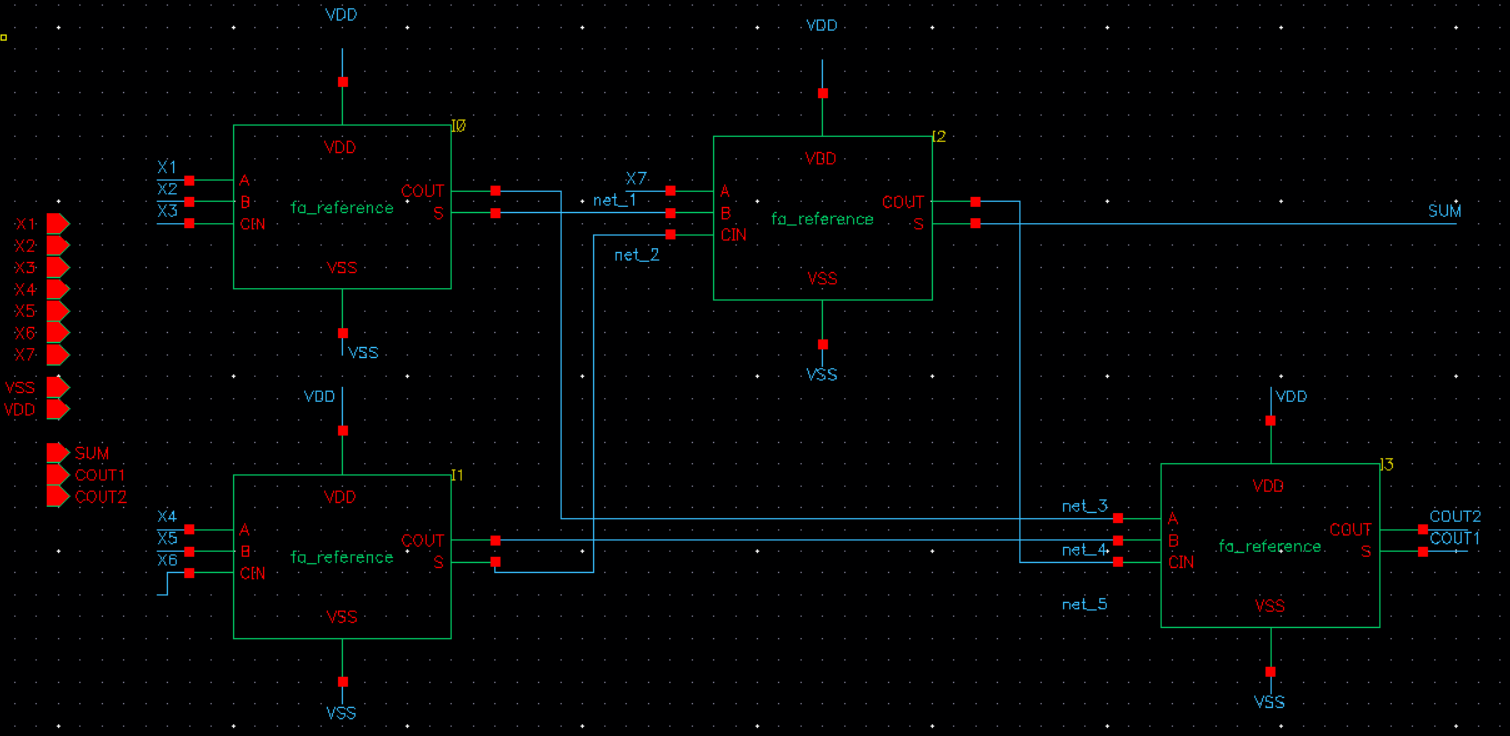 VDD
I0
VDD
X1
A
X2
B
X3
CIN
COUT
S
fa_reference
VSS
VSS
VDD
I2
VDD
X7
A
net_1
B
CIN
net_2
COUT
S
fa_reference
VSS
VSS
SUM
X1
X2
X3
X4
X5
X6
X7
VSS
VDD
SUM
COUT1
COUT2
VDD
I1
VDD
X4
A
X5
B
X6
CIN
COUT
S
fa_reference
VSS
VSS
VDD
I3
VDD
net_3
A
B
net_4
CIN
net_5
COUT
S
fa_reference
COUT2
COUT1
VSS
VSS